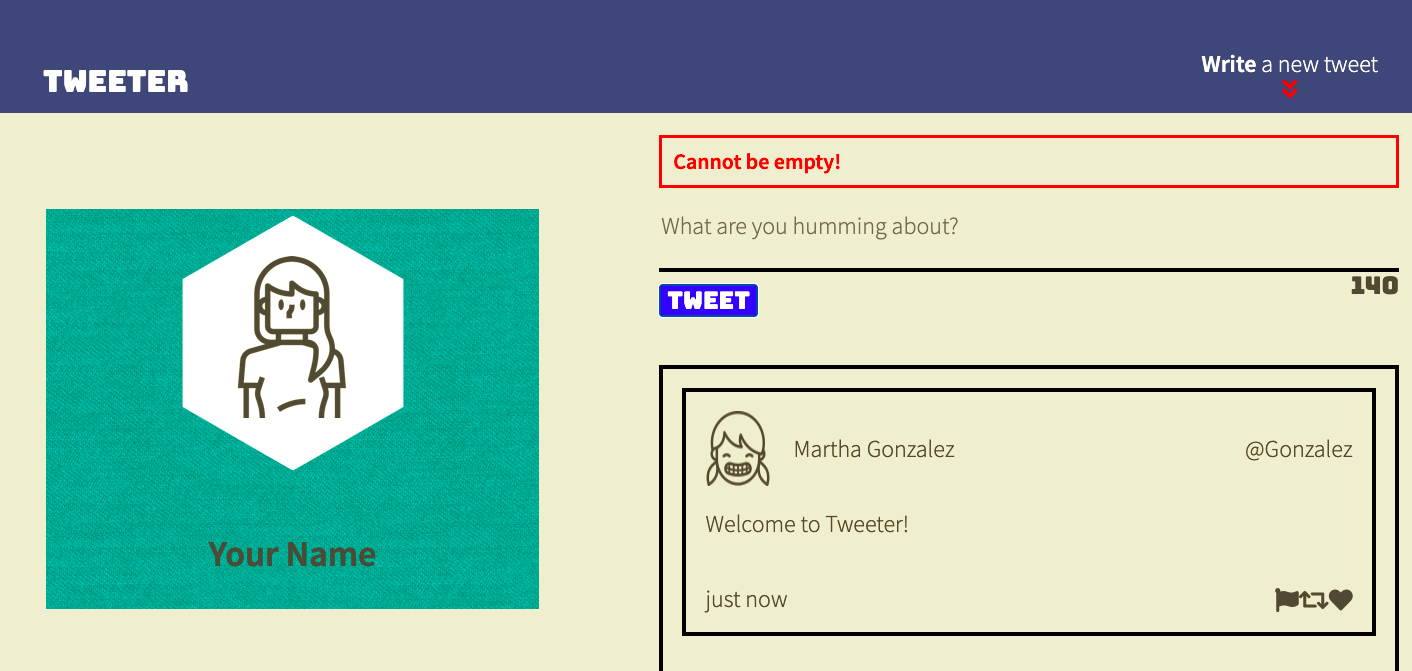 TWEETER
Write a new tweet
Cannot be empty!
What are you humming about?
TWEET
140
Your Name
Martha Gonzalez
@Gonzalez
Welcome to Tweeter!
just now